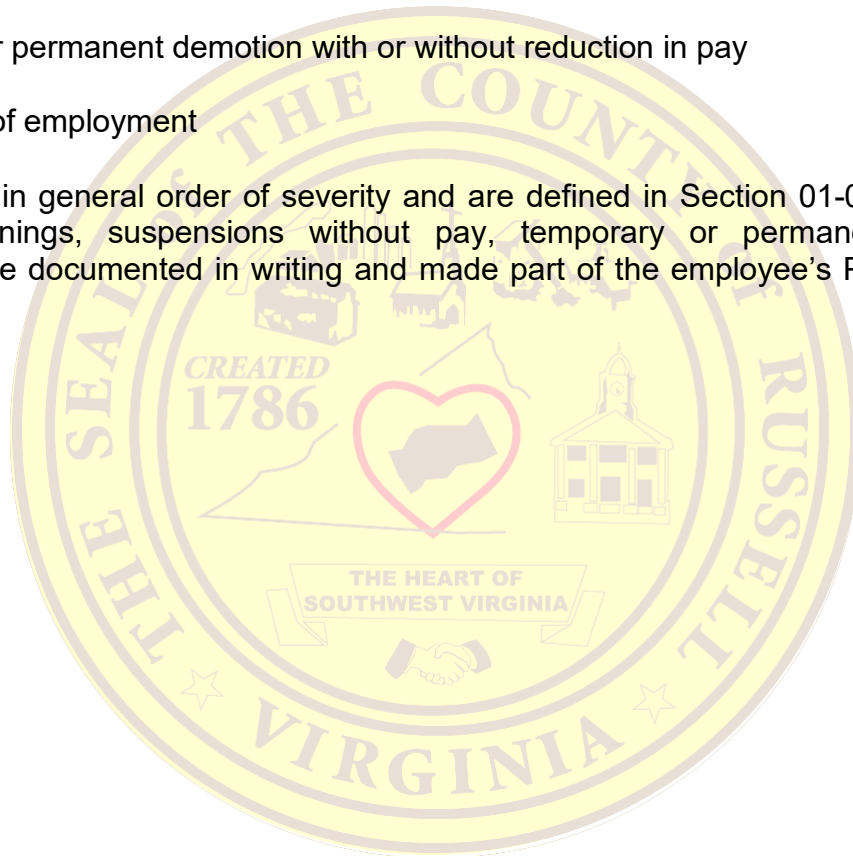 r permanent demotion with or without reduction in pay
of employment
in general order of severity and are defined in Section 01-0
nings, suspensions without pay, temporary or perman
e documented in writing and made part of the employee’s P
THE SEAL OF THE COUNTY OF RUSSELL
CREATED
1786
THE HEART OF
SOUTHWEST VIRGINIA
VIRGINIA